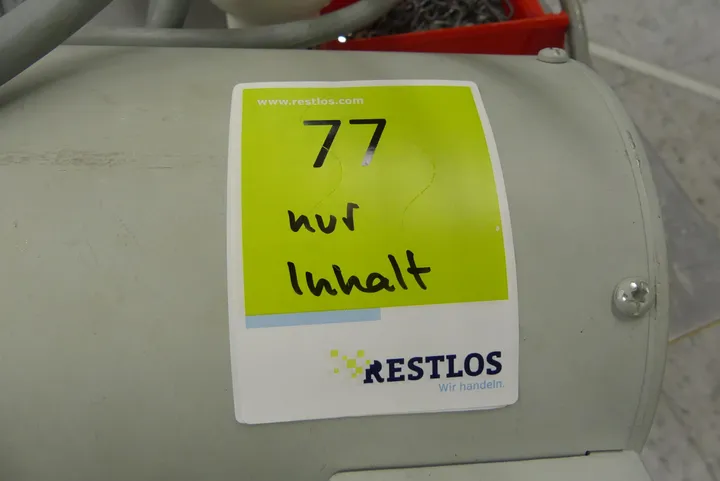 www.restlos.com
77
nur
Inhalt
RESTLOS
Wir handeln.